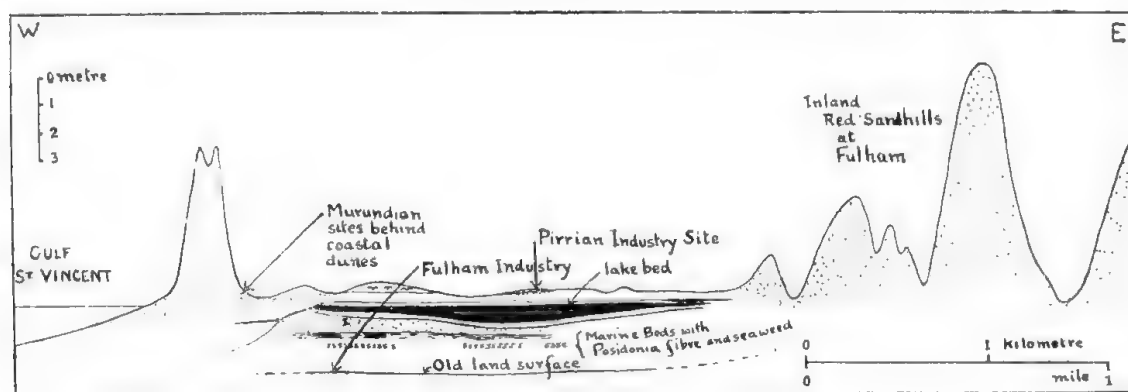 W
E
0 metre
1
2
3
Inland
Red Sandhills
at
Fulham
Murundian
sites behind
coastal
dunes
Pirrian Industry Site
GULF
ST VINCENT
Fulham Industry
lake bed
Marine Beds with
Posidonia fibre and seaweed
Old land surface
0
1 kilometre
0
mile 1